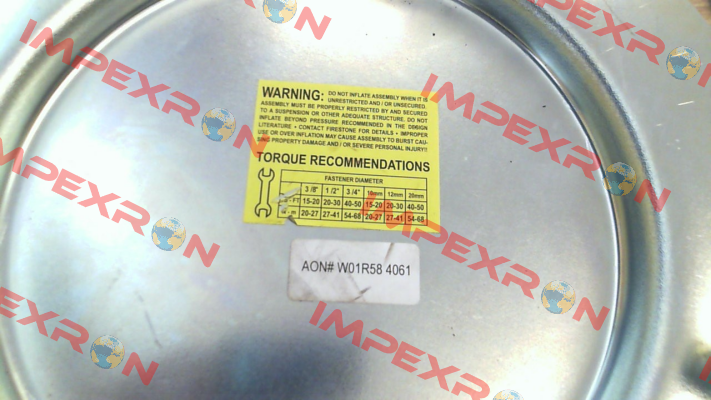 WARNING: DO NOT INFLATE ASSEMBLY WHEN IT IS
UNRESTRICTED AND / OR UNSECURED.
ASSEMBLY MUST BE PROPERLY RESTRICTED BY AND SECURED
TO A SUSPENSION OR OTHER ADEQUATE STRUCTURE. DO NOT
INFLATE BEYOND PRESSURE RECOMMENDED IN THE D06IGN
LITERATURE • CONTACT FIRESTONE FOR DETAILS • IMPROPER
USE OR OVER INFLATION MAY CAUSE ASSEMBLY TO BURST CAU-
SING PROPERTY DAMAGE AND / OR SEVERE PERSONAL INJURY!!
TORQUE RECOMMENDATIONS
FASTENER DIAMETER
3/8" 1/2" 3/4" 10mm 12mm 20mm
FT 15-20 20-30 40-50 15-20 20-30 40-50
m 20-27 27-41 54-68 20-27 27-41 54-68
AON# W01R58 4061
IMPEXRON
IMPEXRON
IMPEXRON
IMPEXRON
IMPEXRON
IMPEXRON
IMPEXRON